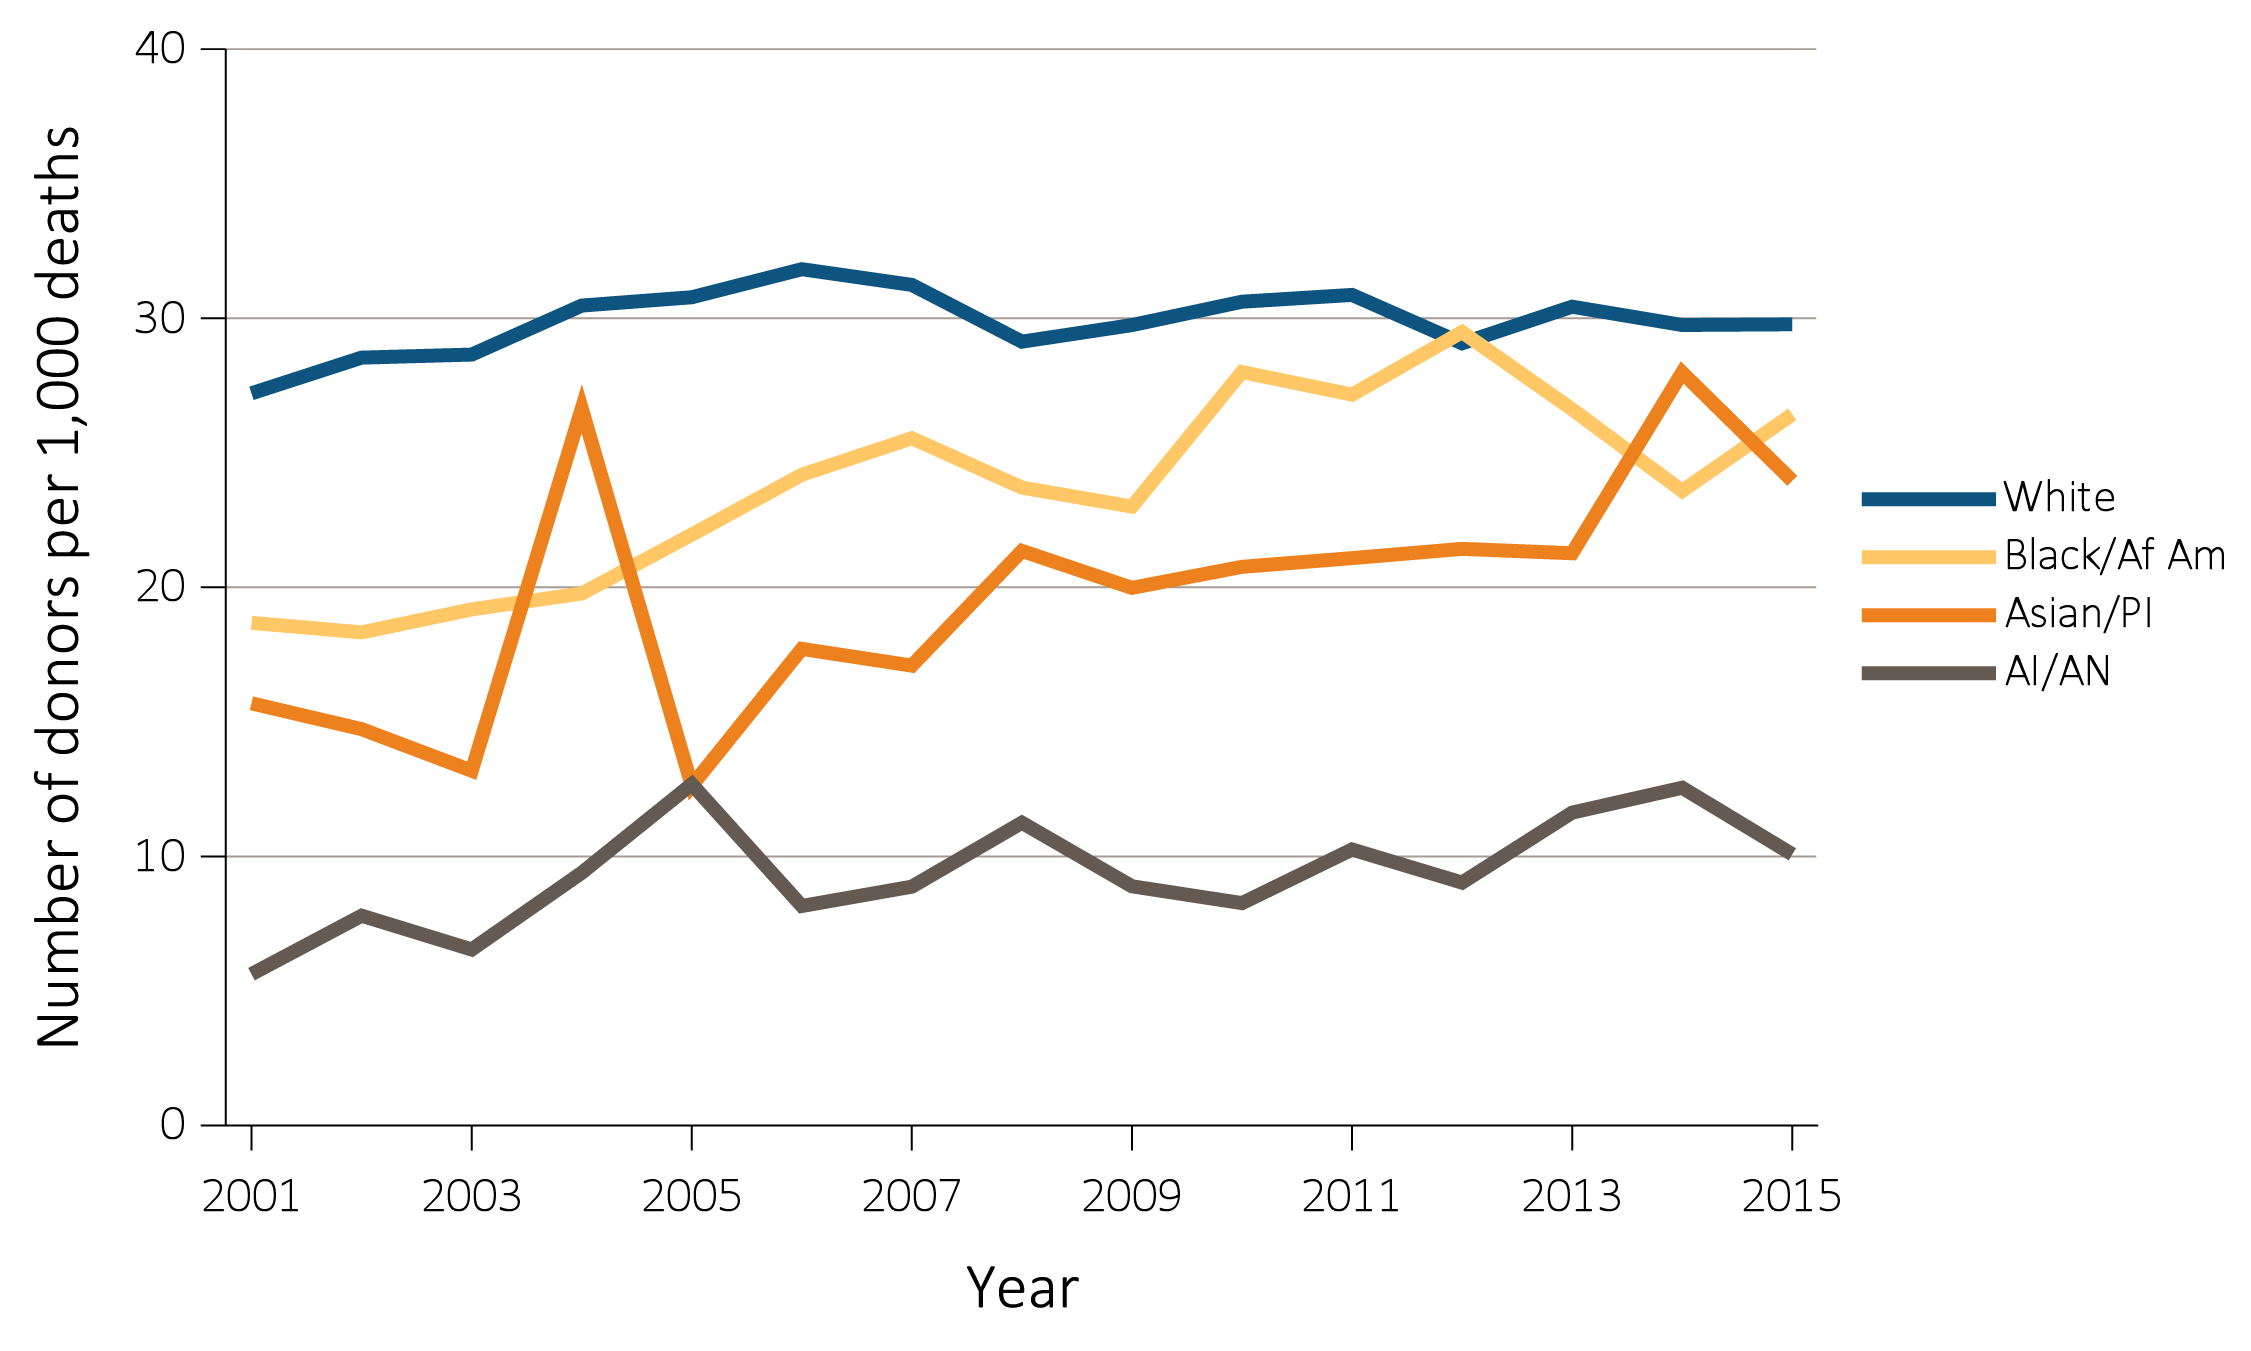 Number of donors per 1,000 deaths
40
30
20
10
0
2001 2003 2005 2007 2009 2011 2013 2015
Year
White
Black/Af Am
Asian/PI
AI/AN